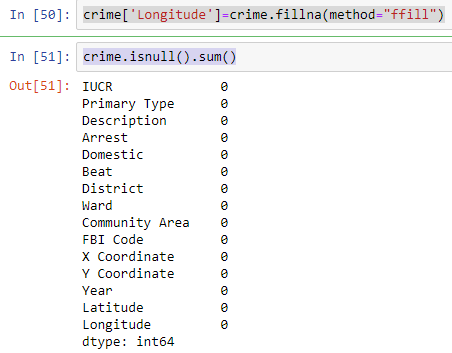 In [50]: crime['Longitude']=crime.fillna(method="ffill")
In [51]: crime.isnull().sum()
Out[51]: IUCR 0
Primary Type 0
Description 0
Arrest 0
Domestic 0
Beat 0
District 0
Ward 0
Community Area 0
FBI Code 0
X Coordinate 0
Y Coordinate 0
Year 0
Latitude 0
Longitude 0
dtype: int64